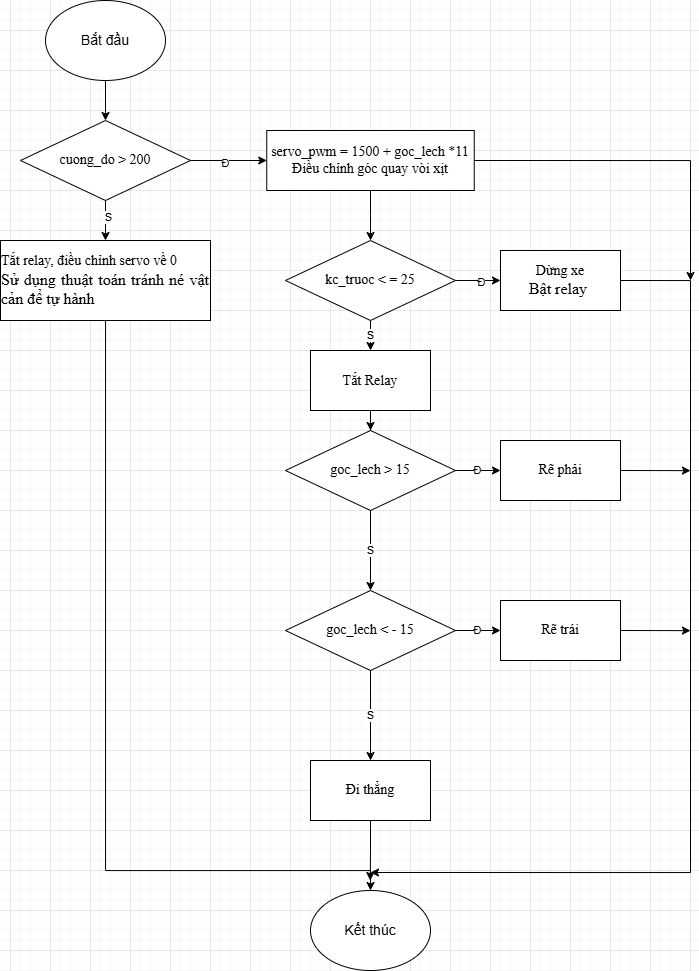 Bắt đầu
cuong_do > 200
Đ
servo_pwm = 1500 + goc_lech *11
Điều chỉnh góc quay vòi xịt
S
Tắt relay, điều chỉnh servo về 0
Sử dụng thuật toán tránh né vật
cản để tự hành
kc_truoc < = 25
Đ
Dừng xe
Bật relay
S
Tắt Relay
goc_lech > 15
Đ
Rẽ phải
S
goc_lech < - 15
Đ
Rẽ trái
S
Đi thẳng
Kết thúc